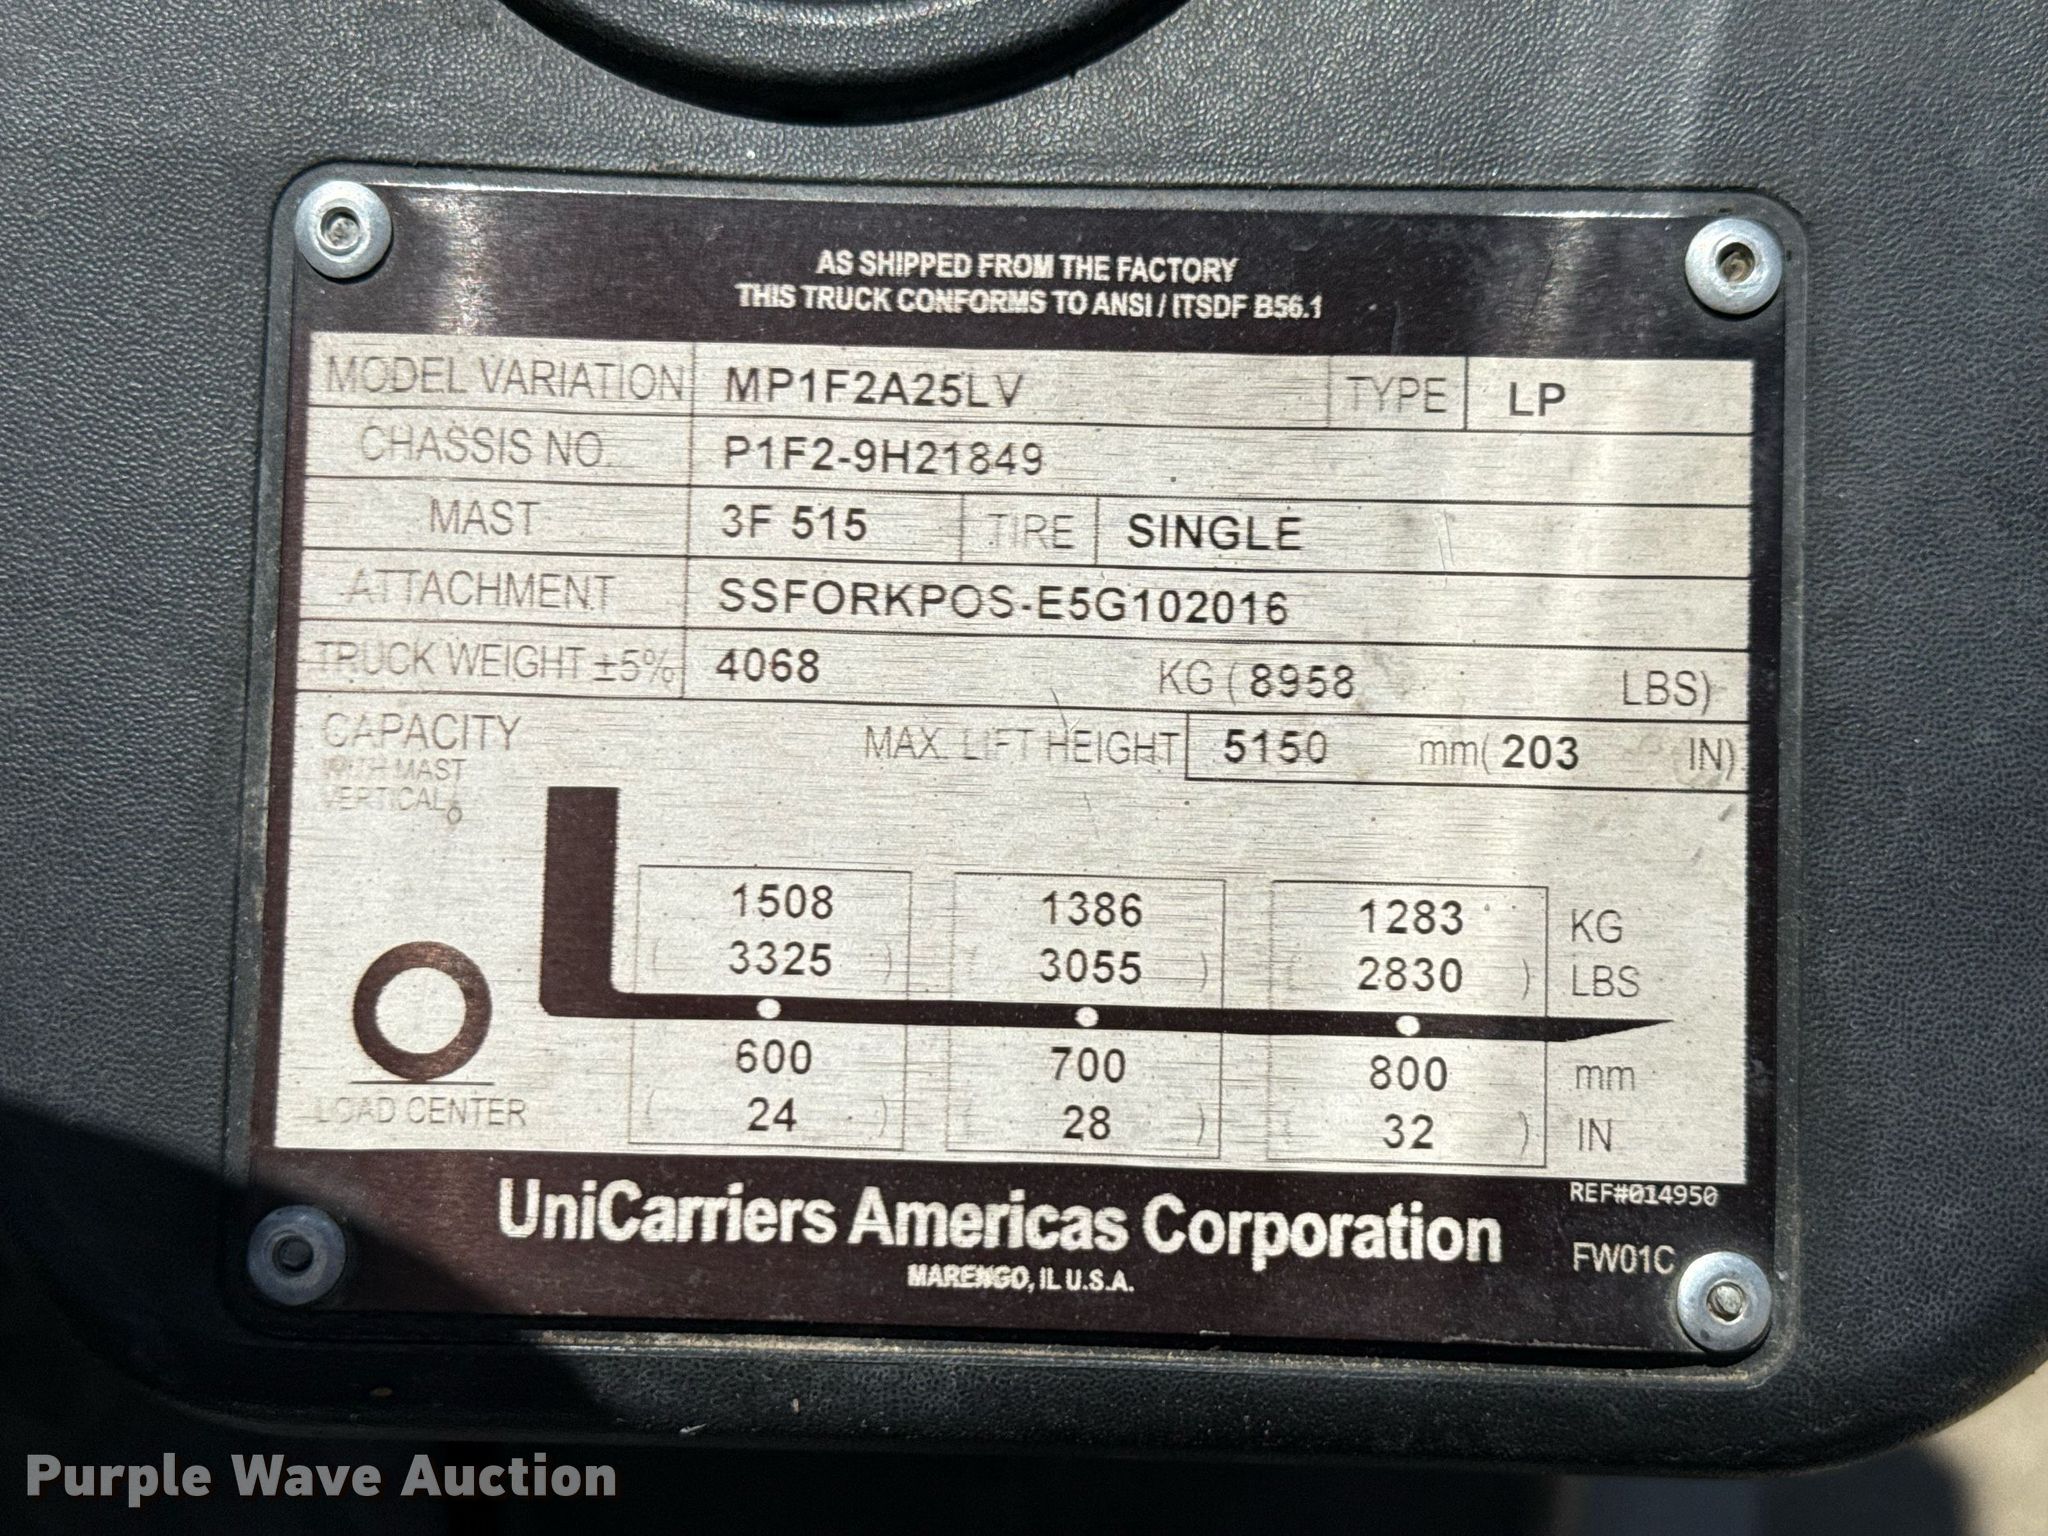 AS SHIPPED FROM THE FACTORY
THIS TRUCK CONFORMS TO ANSI / ITSDF B56.1
MODEL VARIATION MP1F2A25LV TYPE LP
CHASSIS NO. P1F2-9H21849
MAST 3F 515 TIRE SINGLE
ATTACHMENT SSFORKPOS-E5G102016
TRUCK WEIGHT ±5% 4068 KG ( 8958 LBS)
CAPACITY MAX. LIFT HEIGHT 5150 mm( 203 IN)
WITH MAST
VERTICAL
1508 1386 1283 KG
( 3325 ) ( 3055 ) ( 2830 ) LBS
600 700 800 mm
LOAD CENTER ( 24 ) ( 28 ) ( 32 ) IN
REF#014950
UniCarriers Americas Corporation FW01C
MARENGO, IL U.S.A.
Purple Wave Auction